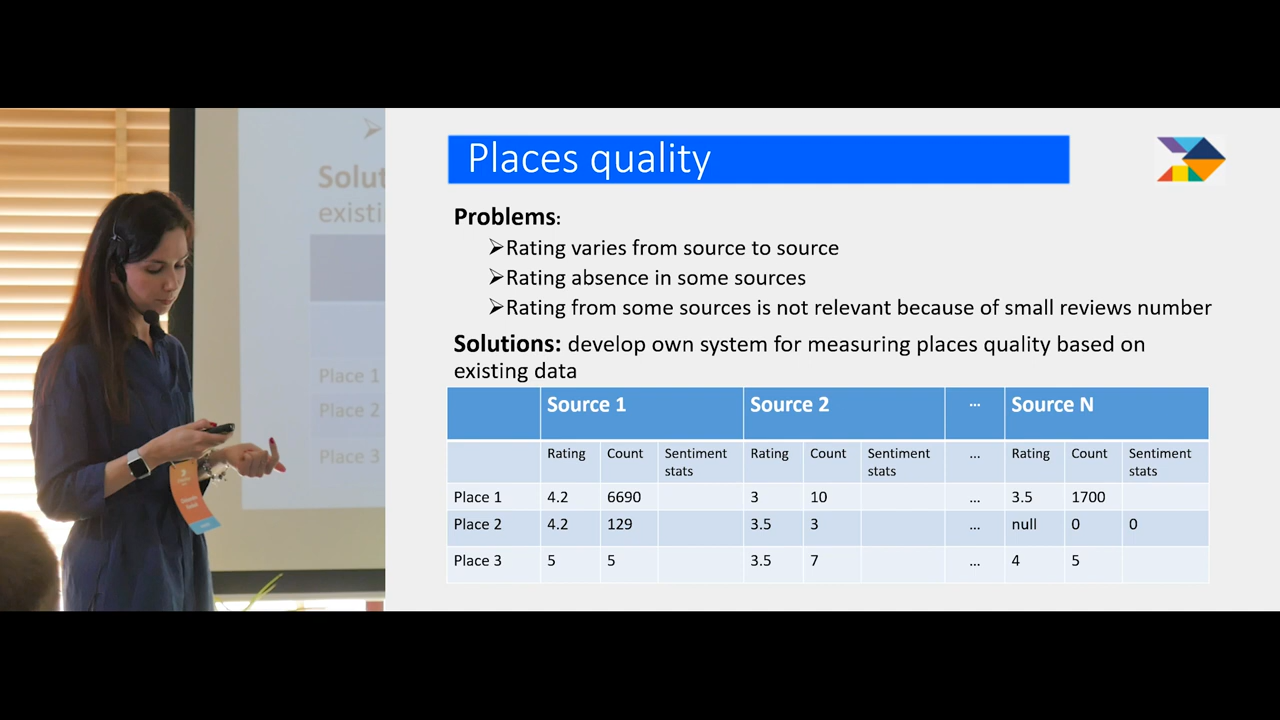 Solut
existi
Place 1
Place 2
Place 3
Places quality
Problems:
➢Rating varies from source to source
➢Rating absence in some sources
➢Rating from some sources is not relevant because of small reviews number
Solutions: develop own system for measuring places quality based on
existing data
Source 1 Source 2 ... Source N
Rating Count Sentiment stats Rating Count Sentiment stats ... Rating Count Sentiment stats
Place 1 4.2 6690 3 10 ... 3.5 1700
Place 2 4.2 129 3.5 3 ... null 0 0
Place 3 5 5 3.5 7 ... 4 5